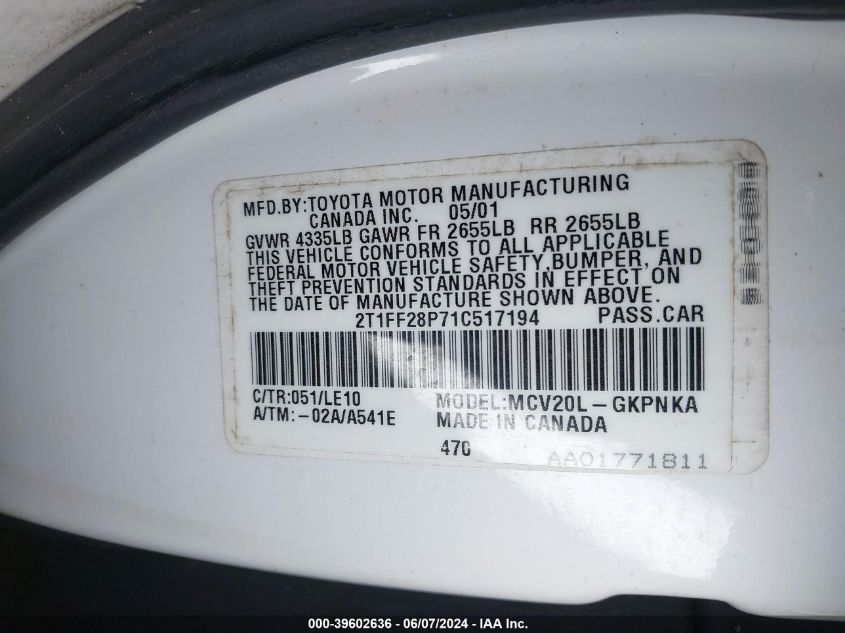 MFD.BY:TOYOTA MOTOR MANUFACTURING
CANADA INC. 05/01
GVWR 4335LB GAWR FR 2655LB RR 2655LB
THIS VEHICLE CONFORMS TO ALL APPLICABLE
FEDERAL MOTOR VEHICLE SAFETY,BUMPER, AND
THEFT PREVENTION STANDARDS IN EFFECT ON
THE DATE OF MANUFACTURE SHOWN ABOVE.
2T1FF28P71C517194 PASS.CAR
C/TR:051/LE10 MODEL:MCV20L-GKPNKA
A/TM:-02A/A541E MADE IN CANADA
47C
AA01771811
000-39602636 | 06/07/2024 | IAA Inc.